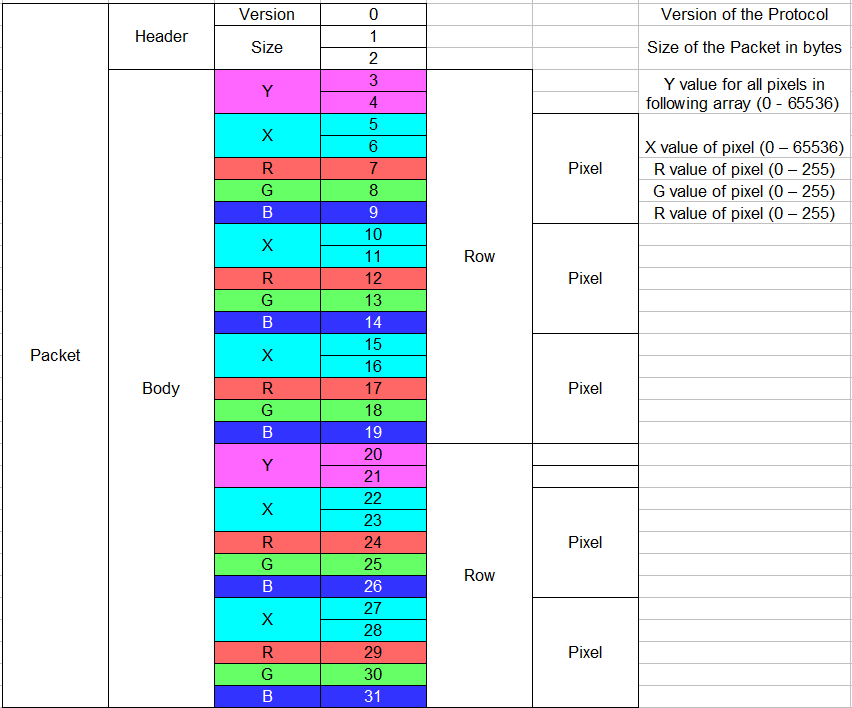 Version 0 Version of the Protocol
Header 1
Size Size of the Packet in bytes
2
3
Y Y value for all pixels in
4 following array (0 - 65536)
5
X
6 X value of pixel (0 – 65536)
R 7 Pixel R value of pixel (0 – 255)
G 8 G value of pixel (0 – 255)
B 9 R value of pixel (0 – 255)
10
X
11 Row
R 12 Pixel
G 13
B 14
15
Packet X
16
Body R 17 Pixel
G 18
B 19
20
Y
21
22
X
23
R 24 Pixel
G 25
B 26 Row
27
X
28
R 29 Pixel
G 30
B 31